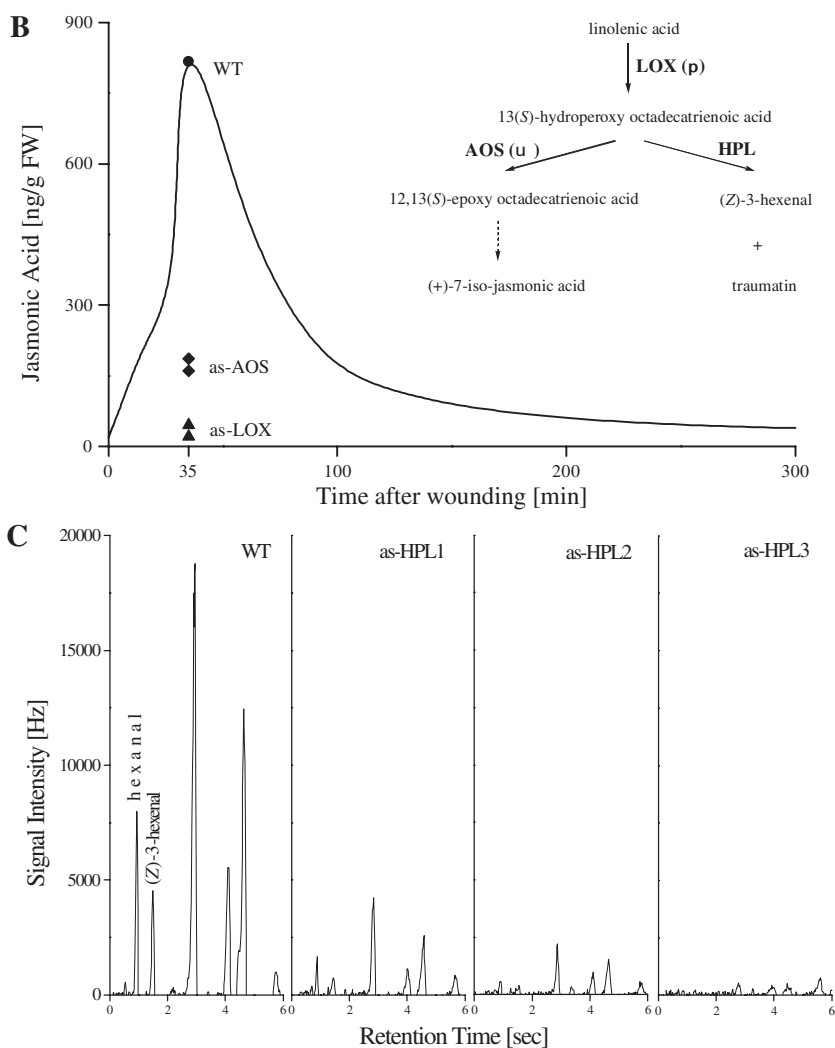 B
900
600
300
0
Jasmonic Acid [ng/g FW]
WT
as-AOS
as-LOX
0 35 100 200 300
Time after wounding [min]
linolenic acid
LOX (p)
13(S)-hydroperoxy octadecatrienoic acid
AOS (u )
HPL
12,13(S)-epoxy octadecatrienoic acid
(Z)-3-hexenal
+
(+)-7-iso-jasmonic acid
traumatin
C
20000
15000
10000
5000
0
Signal Intensity [Hz]
WT
as-HPL1
as-HPL2
as-HPL3
hexanal
(Z)-3-hexenal
0 2 4 6 0 2 4 6 0 2 4 6 0 2 4 6
Retention Time [sec]